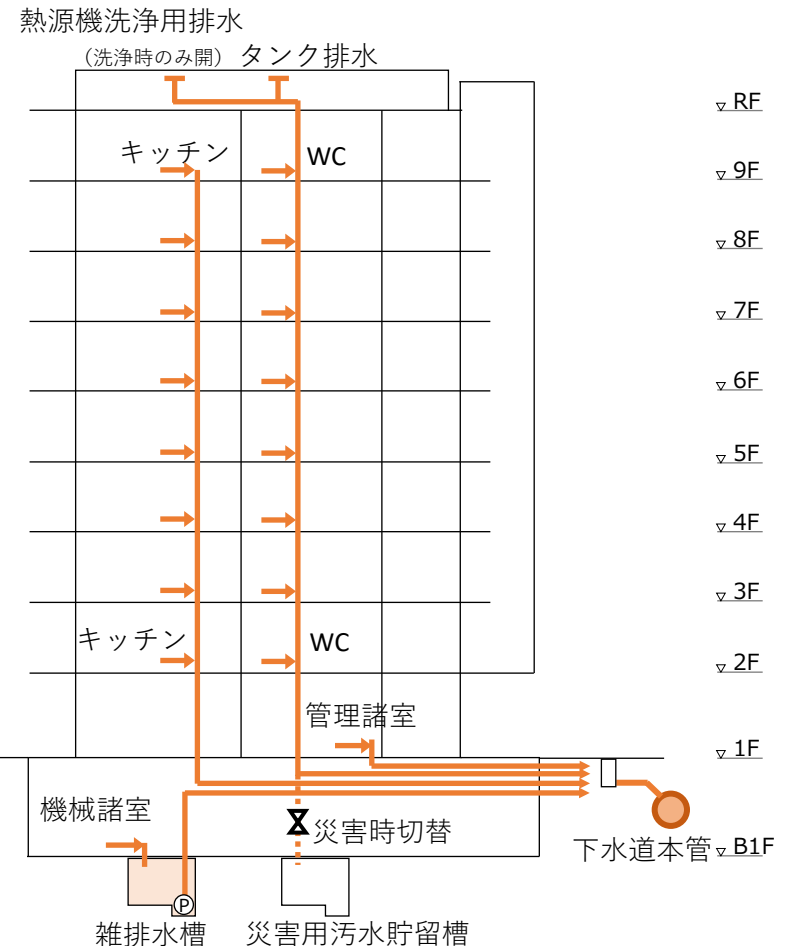 熱源機洗浄用排水
（洗浄時のみ開） タンク排水
▽ RF
キッチン
WC
▽ 9F
▽ 8F
▽ 7F
▽ 6F
▽ 5F
▽ 4F
▽ 3F
キッチン
WC
▽ 2F
管理諸室
▽ 1F
機械諸室
災害時切替
下水道本管
▽ B1F
P
雑排水槽
災害用汚水貯留槽